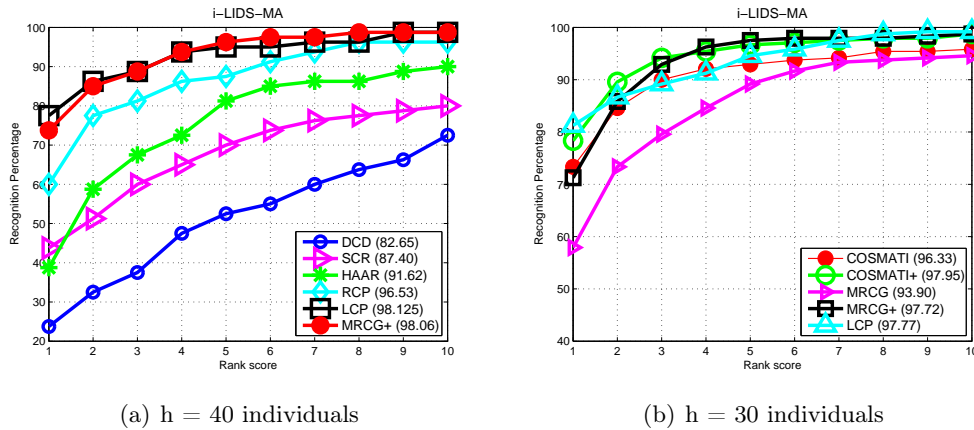 i-LIDS-MA
Recognition Percentage
100
90
80
70
60
50
40
30
20
1 2 3 4 5 6 7 8 9 10
Rank score
DCD (82.65)
SCR (87.40)
HAAR (91.62)
RCP (96.53)
LCP (98.125)
MRCG+ (98.06)
(a) h = 40 individuals
i-LIDS-MA
Recognition Percentage
100
90
80
70
60
50
40
1 2 3 4 5 6 7 8 9 10
Rank score
COSMATI (96.33)
COSMATI+ (97.95)
MRCG (93.90)
MRCG+ (97.72)
LCP (97.77)
(b) h = 30 individuals